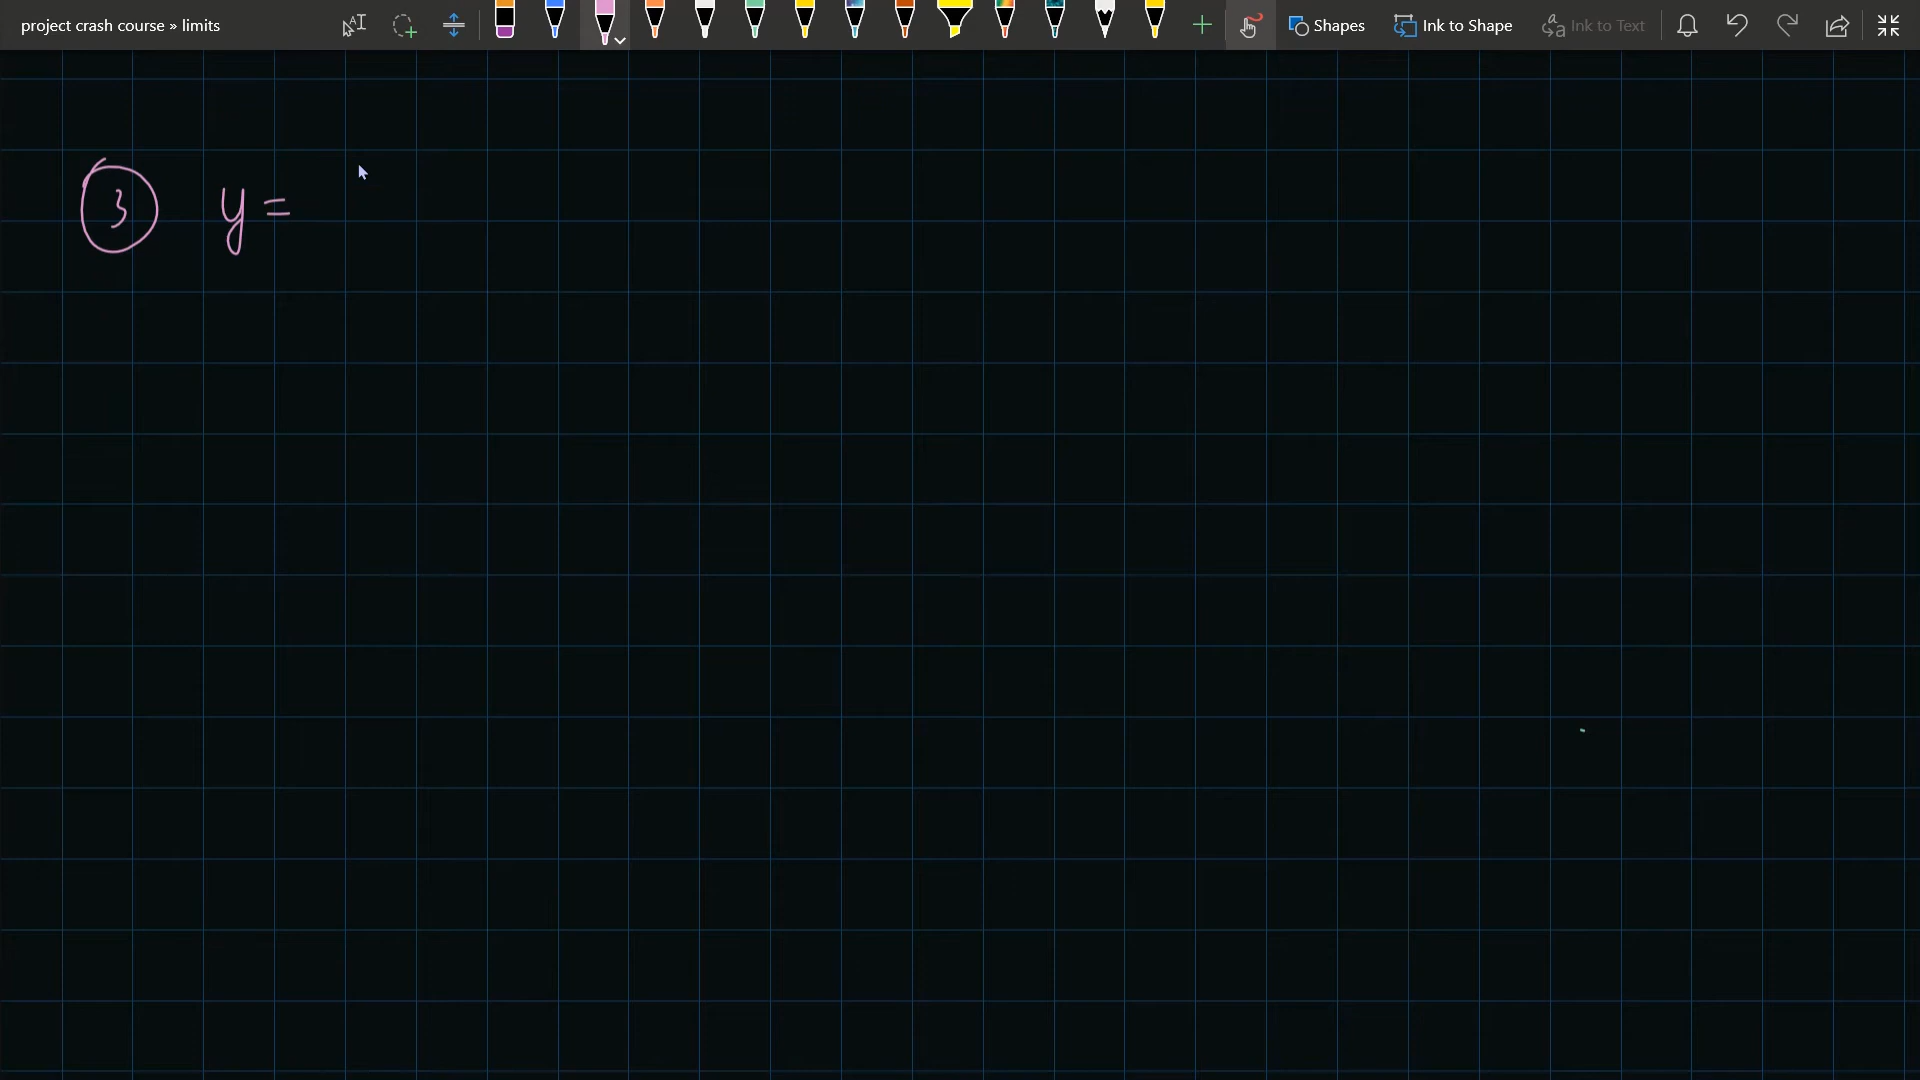 project crash course » limits Shapes Ink to Shape Ink to Text
3 y =